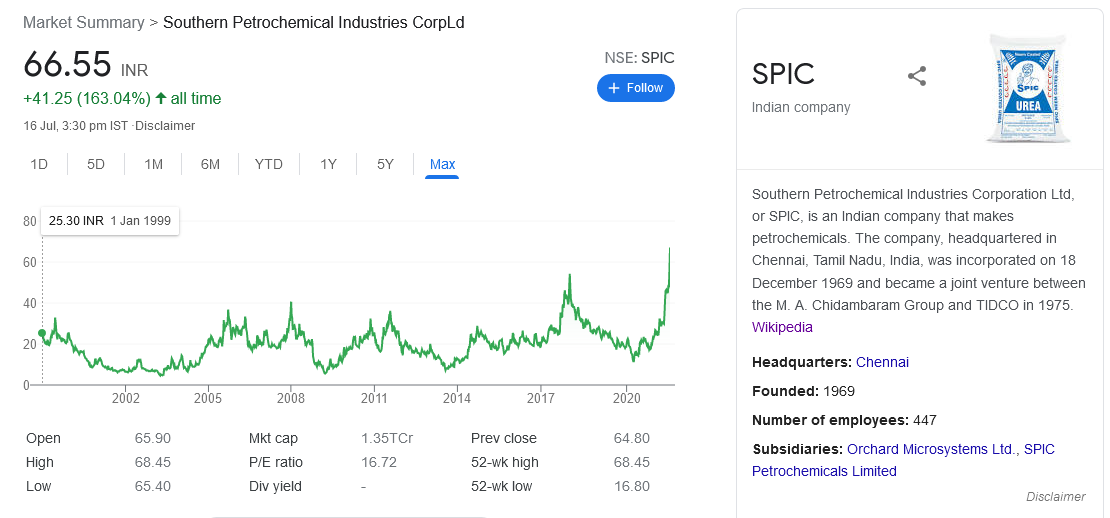 Market Summary > Southern Petrochemical Industries CorpLd
66.55 INR
+41.25 (163.04%) ↑ all time
16 Jul, 3:30 pm IST ·Disclaimer
NSE: SPIC
+ Follow
1D 5D 1M 6M YTD 1Y 5Y Max
25.30 INR 1 Jan 1999
80
60
40
20
0
2002 2005 2008 2011 2014 2017 2020
Open 65.90 Mkt cap 1.35TCr Prev close 64.80
High 68.45 P/E ratio 16.72 52-wk high 68.45
Low 65.40 Div yield - 52-wk low 16.80
SPIC
Indian company
Neem Coated
SPIC
UREA
Southern Petrochemical Industries Corporation Ltd,
or SPIC, is an Indian company that makes
petrochemicals. The company, headquartered in
Chennai, Tamil Nadu, India, was incorporated on 18
December 1969 and became a joint venture between
the M. A. Chidambaram Group and TIDCO in 1975.
Wikipedia
Headquarters: Chennai
Founded: 1969
Number of employees: 447
Subsidiaries: Orchard Microsystems Ltd., SPIC
Petrochemicals Limited
Disclaimer